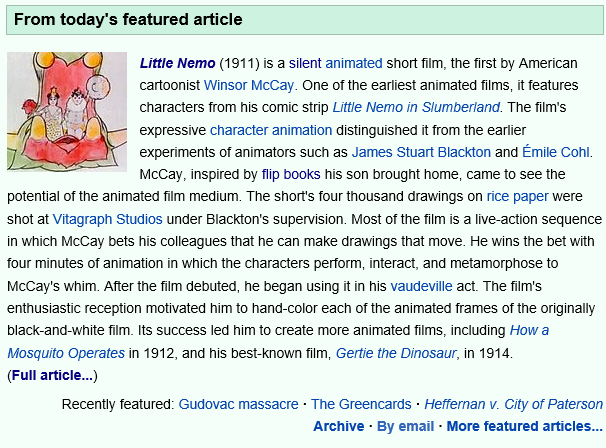 From today's featured article
Little Nemo (1911) is a silent animated short film, the first by American
cartoonist Winsor McCay. One of the earliest animated films, it features
characters from his comic strip Little Nemo in Slumberland. The film's
expressive character animation distinguished it from the earlier
experiments of animators such as James Stuart Blackton and Émile Cohl.
McCay, inspired by flip books his son brought home, came to see the
potential of the animated film medium. The short's four thousand drawings on rice paper were
shot at Vitagraph Studios under Blackton's supervision. Most of the film is a live-action sequence
in which McCay bets his colleagues that he can make drawings that move. He wins the bet with
four minutes of animation in which the characters perform, interact, and metamorphose to
McCay's whim. After the film debuted, he began using it in his vaudeville act. The film's
enthusiastic reception motivated him to hand-color each of the animated frames of the originally
black-and-white film. Its success led him to create more animated films, including How a
Mosquito Operates in 1912, and his best-known film, Gertie the Dinosaur, in 1914.
(Full article...)
Recently featured: Gudovac massacre · The Greencards · Heffernan v. City of Paterson
Archive · By email · More featured articles...